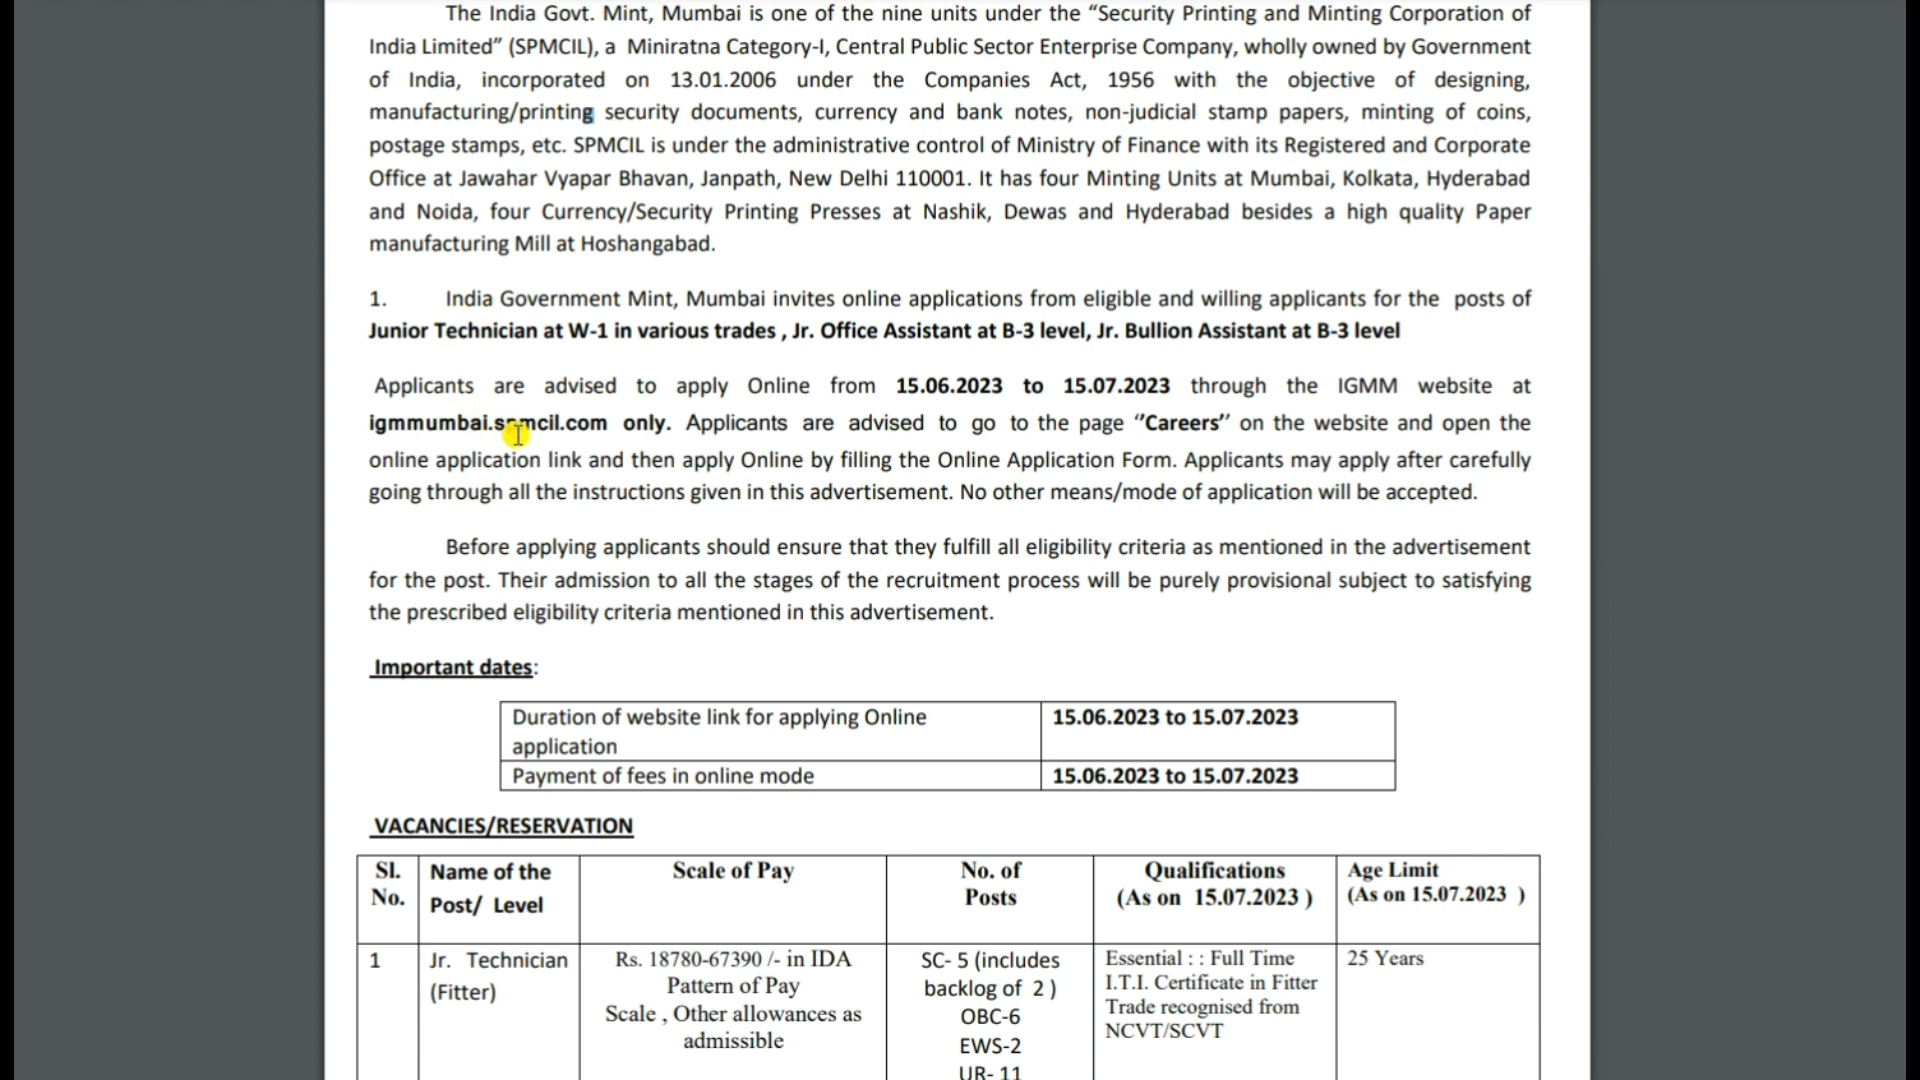 The India Govt. Mint, Mumbai is one of the nine units under the “Security Printing and Minting Corporation of
India Limited” (SPMCIL), a Miniratna Category-I, Central Public Sector Enterprise Company, wholly owned by Government
of India, incorporated on 13.01.2006 under the Companies Act, 1956 with the objective of designing,
manufacturing/printing security documents, currency and bank notes, non-judicial stamp papers, minting of coins,
postage stamps, etc. SPMCIL is under the administrative control of Ministry of Finance with its Registered and Corporate
Office at Jawahar Vyapar Bhavan, Janpath, New Delhi 110001. It has four Minting Units at Mumbai, Kolkata, Hyderabad
and Noida, four Currency/Security Printing Presses at Nashik, Dewas and Hyderabad besides a high quality Paper
manufacturing Mill at Hoshangabad.
1. India Government Mint, Mumbai invites online applications from eligible and willing applicants for the posts of
Junior Technician at W-1 in various trades , Jr. Office Assistant at B-3 level, Jr. Bullion Assistant at B-3 level
Applicants are advised to apply Online from 15.06.2023 to 15.07.2023 through the IGMM website at
igmmumbai.spmcil.com only. Applicants are advised to go to the page ‘’Careers’’ on the website and open the
online application link and then apply Online by filling the Online Application Form. Applicants may apply after carefully
going through all the instructions given in this advertisement. No other means/mode of application will be accepted.
Before applying applicants should ensure that they fulfill all eligibility criteria as mentioned in the advertisement
for the post. Their admission to all the stages of the recruitment process will be purely provisional subject to satisfying
the prescribed eligibility criteria mentioned in this advertisement.
Important dates:
Duration of website link for applying Online
application
15.06.2023 to 15.07.2023
Payment of fees in online mode
15.06.2023 to 15.07.2023
VACANCIES/RESERVATION
Sl.
No.
Name of the
Post/ Level
Scale of Pay
No. of
Posts
Qualifications
(As on 15.07.2023 )
Age Limit
(As on 15.07.2023 )
1
Jr. Technician
(Fitter)
Rs. 18780-67390 /- in IDA
Pattern of Pay
Scale , Other allowances as
admissible
SC- 5 (includes
backlog of 2 )
OBC-6
EWS-2
UR- 11
Essential : : Full Time
I.T.I. Certificate in Fitter
Trade recognised from
NCVT/SCVT
25 Years